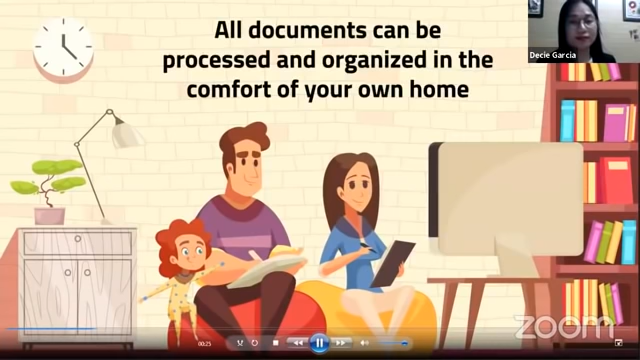 All documents can be
processed and organized in the
comfort of your own home
Decie Garcia
zoom
00:25